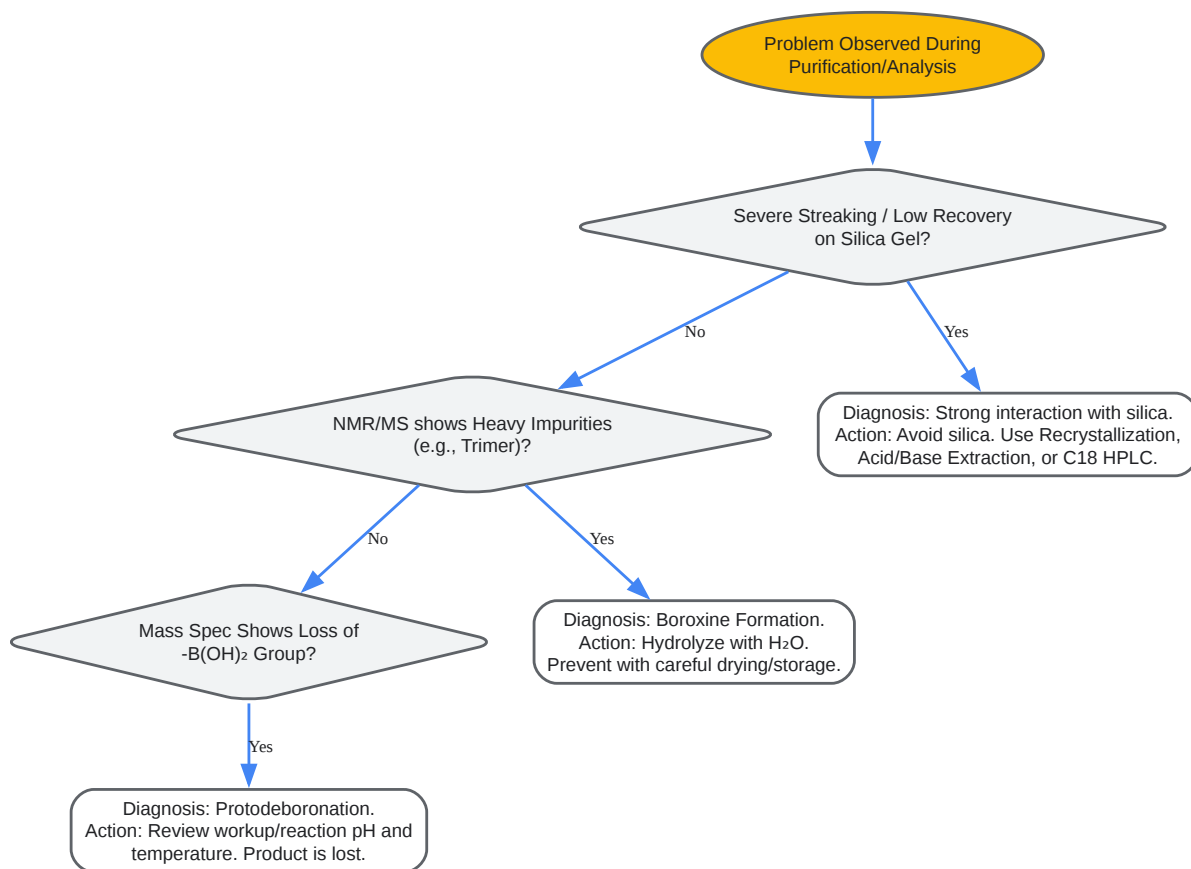 Problem Observed During
Purification/Analysis
Severe Streaking / Low Recovery
on Silica Gel?
No
Yes
NMR/MS shows Heavy Impurities
(e.g., Trimer)?
Diagnosis: Strong interaction with silica.
Action: Avoid silica. Use Recrystallization,
Acid/Base Extraction, or C18 HPLC.
No
Yes
Mass Spec Shows Loss of
-B(OH)₂ Group?
Diagnosis: Boroxine Formation.
Action: Hydrolyze with H₂O.
Prevent with careful drying/storage.
Yes
Diagnosis: Protodeboronation.
Action: Review workup/reaction pH and
temperature. Product is lost.